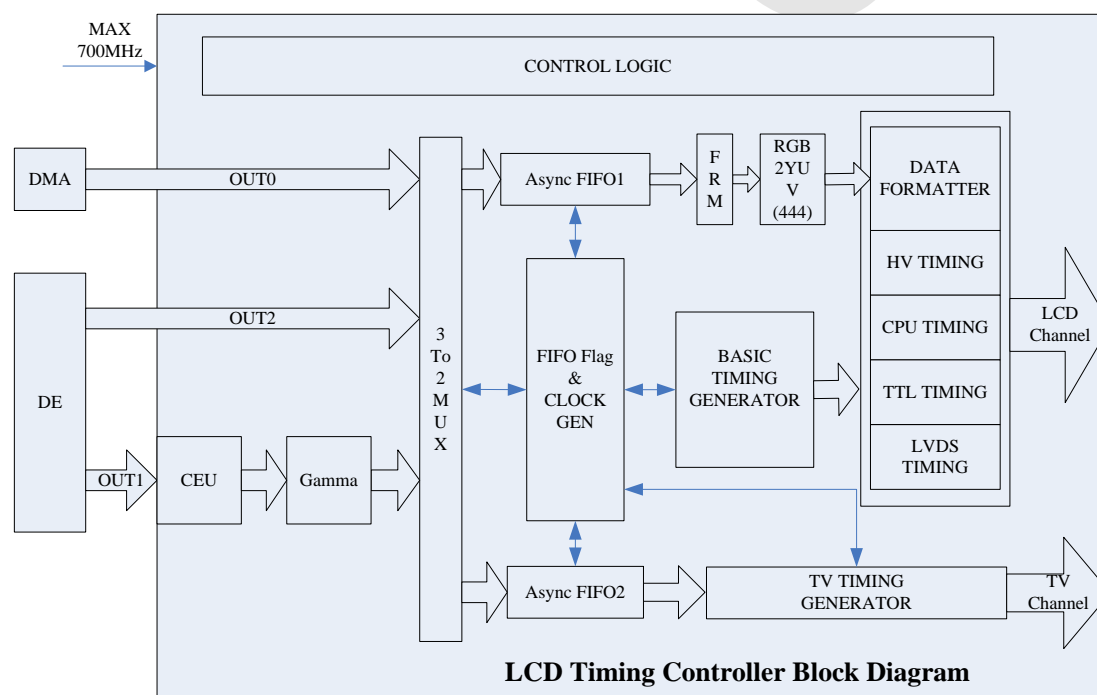 MAX
700MHz
CONTROL LOGIC
DMA
OUT0
Async FIFO1
F
R
M
RGB
2YU
V
(444)
DATA
FORMATTER
HV TIMING
CPU TIMING
TTL TIMING
LVDS
TIMING
LCD
Channel
DE
OUT2
OUT1
CEU
Gamma
3
To
2
M
U
X
FIFO Flag
&
CLOCK
GEN
BASIC
TIMING
GENERATOR
Async FIFO2
TV TIMING
GENERATOR
TV
Channel
LCD Timing Controller Block Diagram